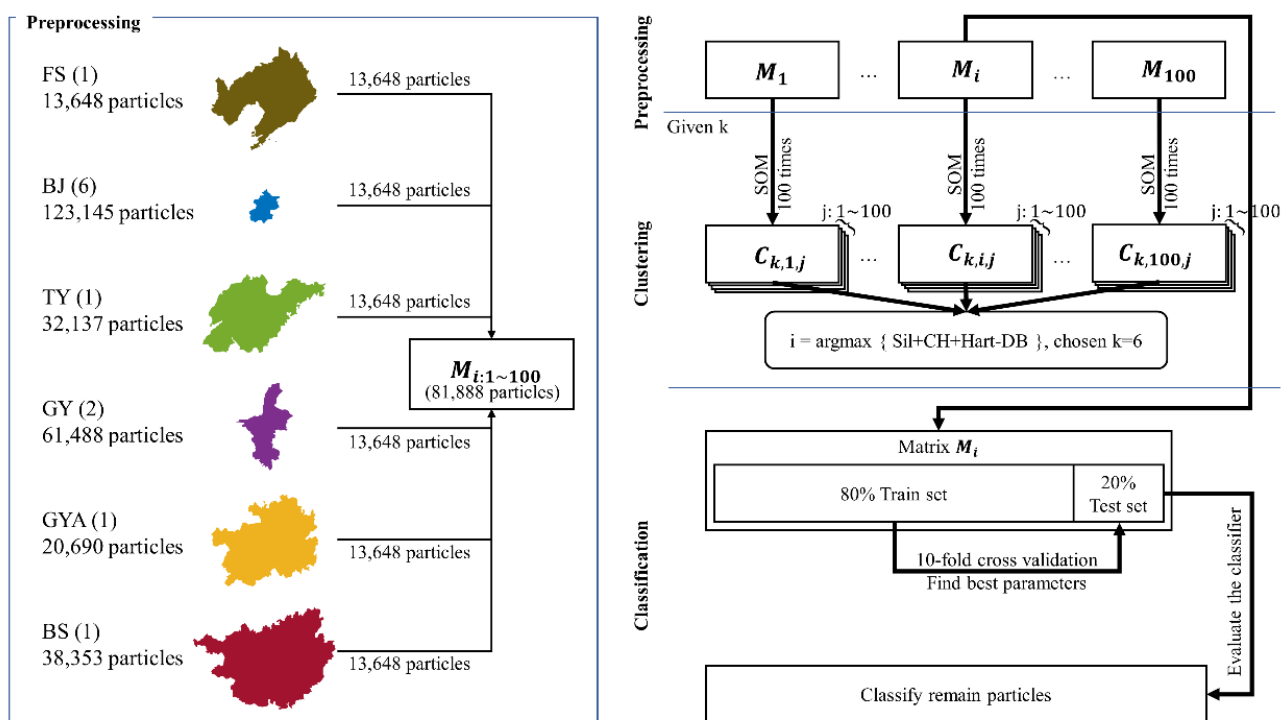 Preprocessing
FS (1)
13,648 particles
13,648 particles
BJ (6)
123,145 particles
13,648 particles
TY (1)
32,137 particles
13,648 particles
M_{i:1~100}
(81,888 particles)
GY (2)
61,488 particles
13,648 particles
GYA (1)
20,690 particles
13,648 particles
BS (1)
38,353 particles
13,648 particles
Preprocessing
M_1
...
M_i
...
M_{100}
Given k
Clustering
SOM
100 times
SOM
100 times
SOM
100 times
j: 1~100
j: 1~100
j: 1~100
C_{k,1,j}
...
C_{k,i,j}
...
C_{k,100,j}
i = argmax { Sil+CH+Hart-DB }, chosen k=6
Classification
Matrix M_i
80% Train set
20%
Test set
10-fold cross validation
Find best parameters
Evaluate the classifier
Classify remain particles